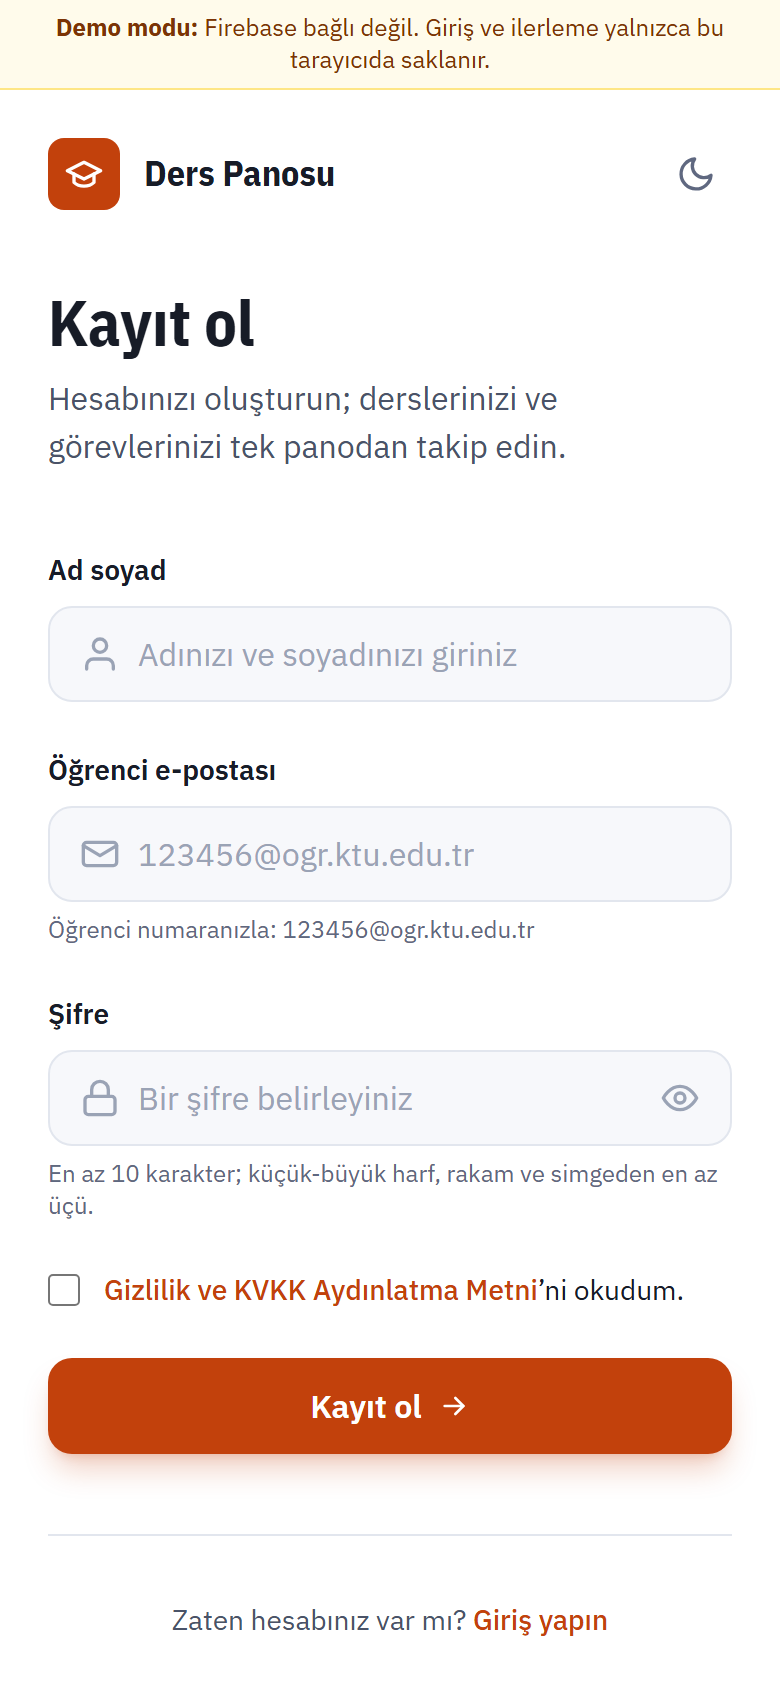 Demo modu: Firebase bağlı değil. Giriş ve ilerleme yalnızca bu
tarayıcıda saklanır.
Ders Panosu
Kayıt ol
Hesabınızı oluşturun; derslerinizi ve
görevlerinizi tek panodan takip edin.
Ad soyad
Adınızı ve soyadınızı giriniz
Öğrenci e-postası
123456@ogr.ktu.edu.tr
Öğrenci numaranızla: 123456@ogr.ktu.edu.tr
Şifre
Bir şifre belirleyiniz
En az 10 karakter; küçük-büyük harf, rakam ve simgeden en az
üçü.
Gizlilik ve KVKK Aydınlatma Metni’ni okudum.
Kayıt ol →
Zaten hesabınız var mı? Giriş yapın